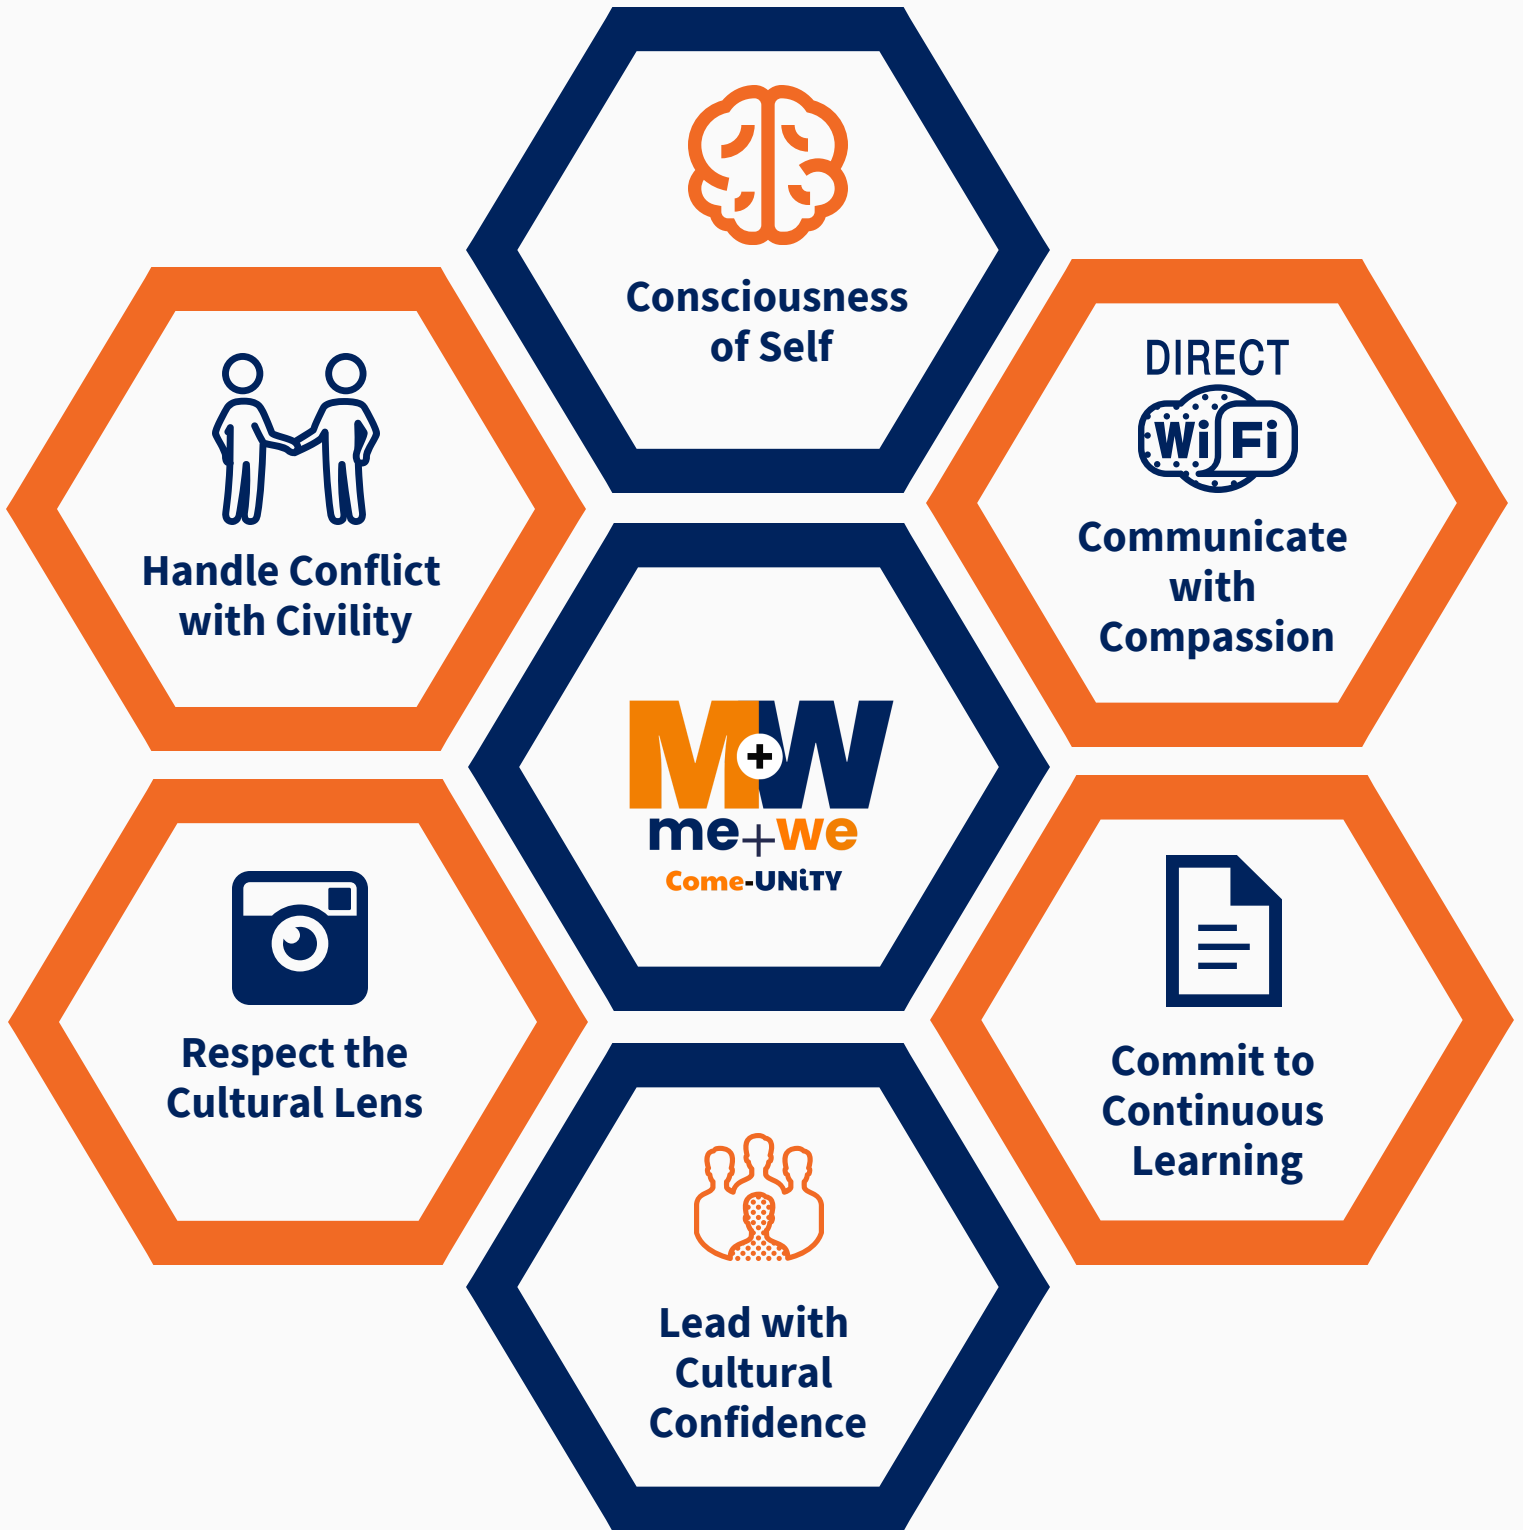 Consciousness
of Self
Handle Conflict
with Civility
DIRECT
Wi Fi
Communicate
with
Compassion
M+W
me+we
Come-UNiTY
Respect the
Cultural Lens
Commit to
Continuous
Learning
Lead with
Cultural
Confidence